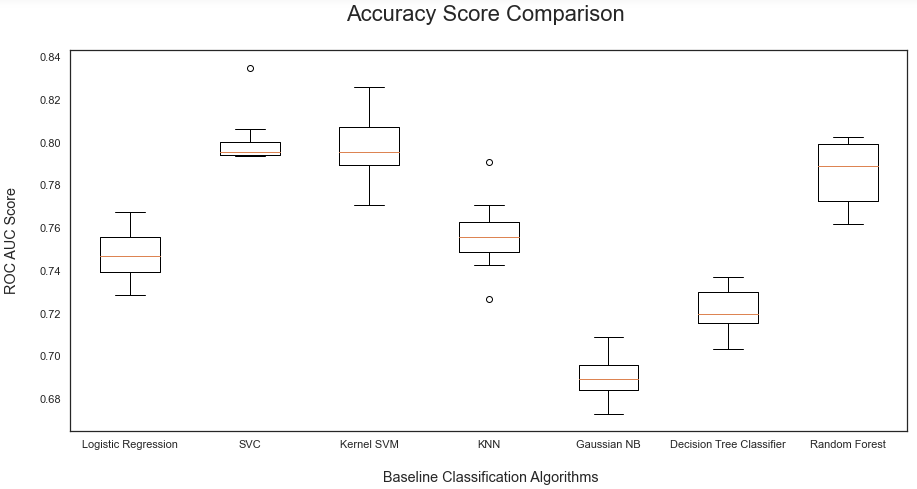 Accuracy Score Comparison
ROC AUC Score
0.84
0.82
0.80
0.78
0.76
0.74
0.72
0.70
0.68
Logistic Regression
SVC
Kernel SVM
KNN
Gaussian NB
Decision Tree Classifier
Random Forest
Baseline Classification Algorithms